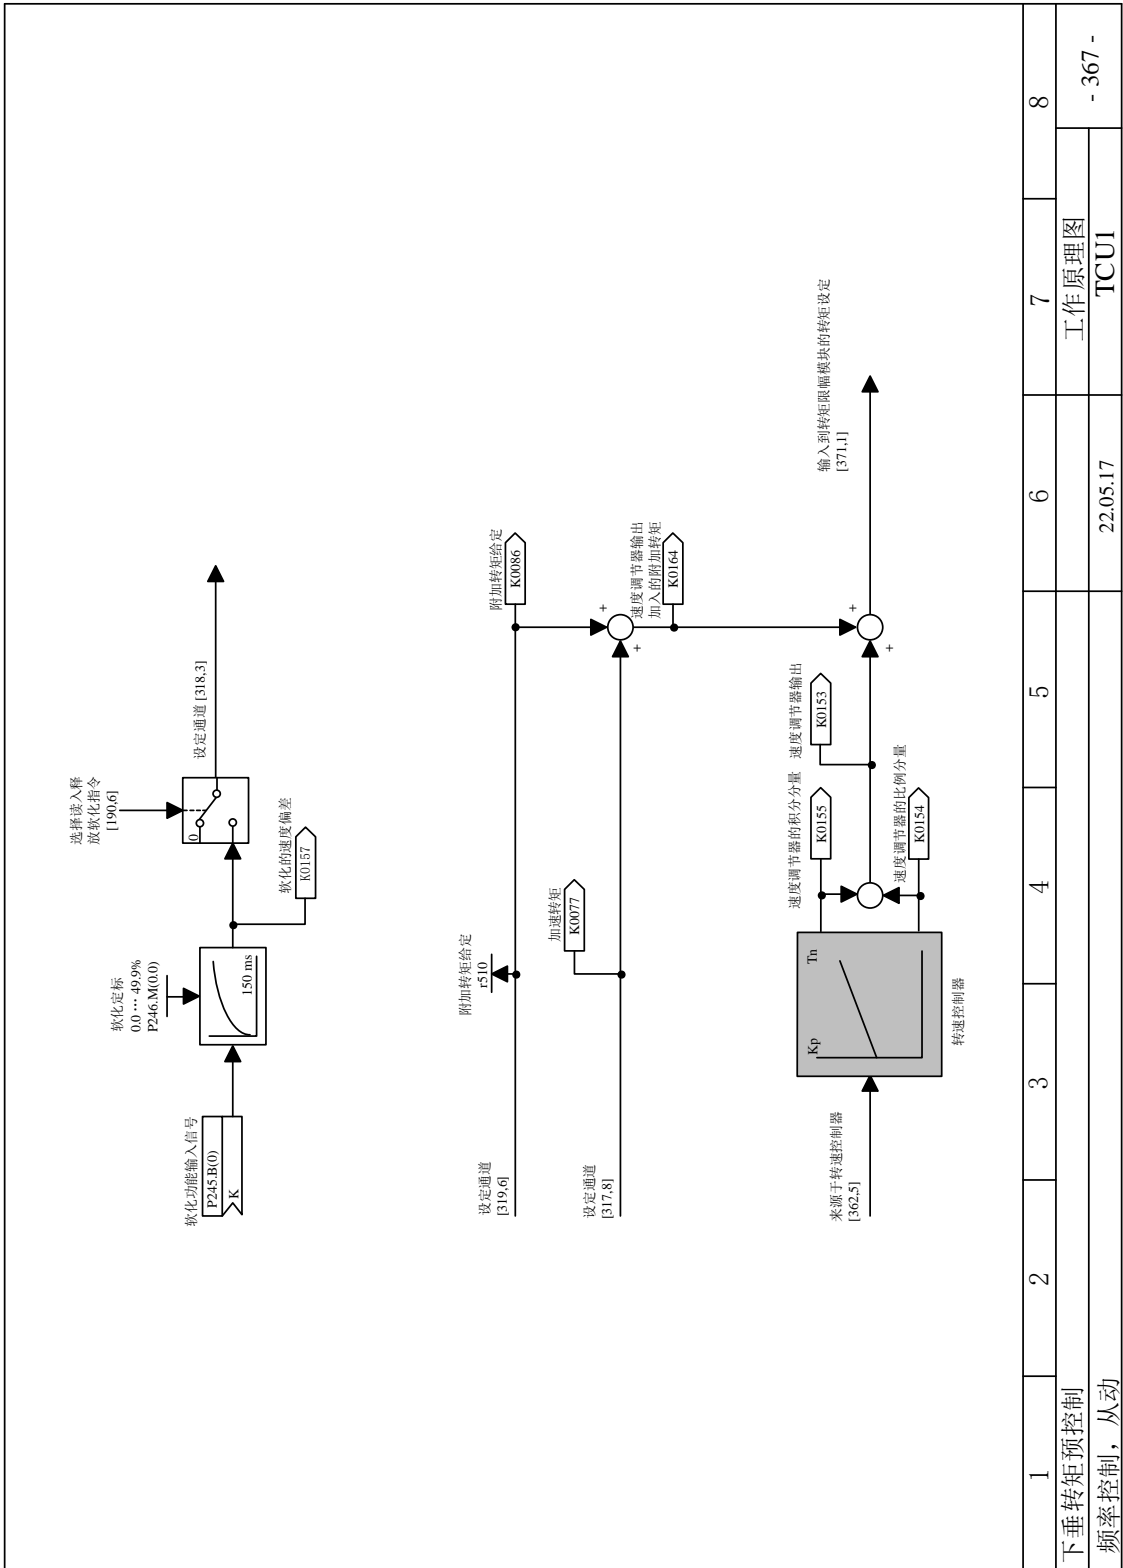 选择读入释
放软化指令
[190,6]
设定通道 [318,3]
0
软化定标
0.0 ··· 49.9%
P246.M(0.0)
150 ms
软化的速度偏差
K0157
软化功能输入信号
P245.B(0)
K
附加转矩给定
r510
附加转矩给定
K0086
设定通道
[319,6]
加速转矩
K0077
+
+
设定通道
[317,8]
速度调节器输出
加入的附加转矩
K0164
输入到转矩限幅模块的转矩设定
[371,1]
速度调节器的积分分量
K0155
速度调节器输出
K0153
+
+
Kp
Tn
来源于转速控制器
[362,5]
速度调节器的比例分量
K0154
转速控制器
1
2
3
4
5
6
7
8
下垂转矩预控制
工作原理图
- 367 -
频率控制，从动
22.05.17
TCU1